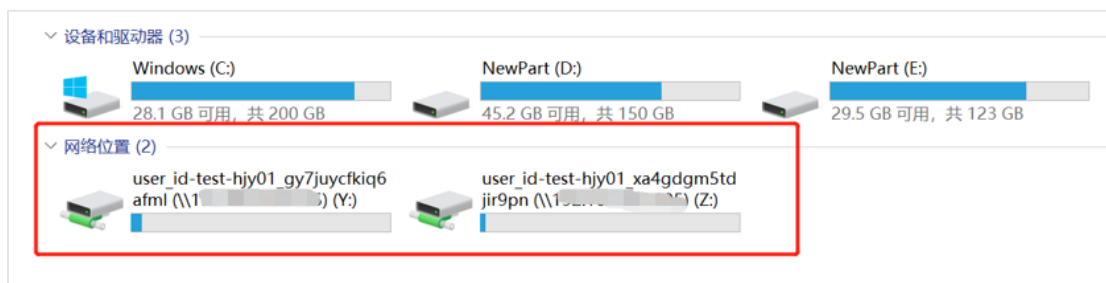 设备和驱动器 (3)
Windows (C:)
28.1 GB 可用，共 200 GB
NewPart (D:)
45.2 GB 可用，共 150 GB
NewPart (E:)
29.5 GB 可用，共 123 GB
网络位置 (2)
user_id-test-hjy01_gy7juycfkiq6
afml (\\1 ) (Y:)
user_id-test-hjy01_xa4gdgm5td
jir9pn (\\ ) (Z:)